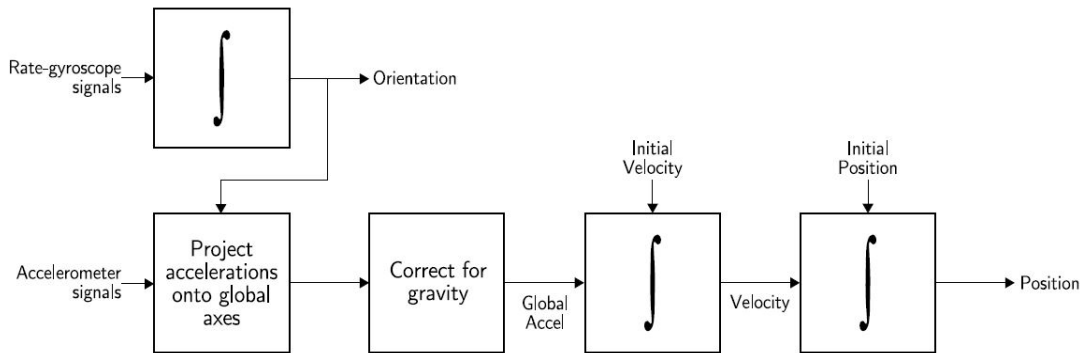 Rate-gyroscope
signals
∫
Orientation
Initial
Velocity
Initial
Position
Accelerometer
signals
Project
accelerations
onto global
axes
Correct for
gravity
Global
Accel
∫
Velocity
∫
Position